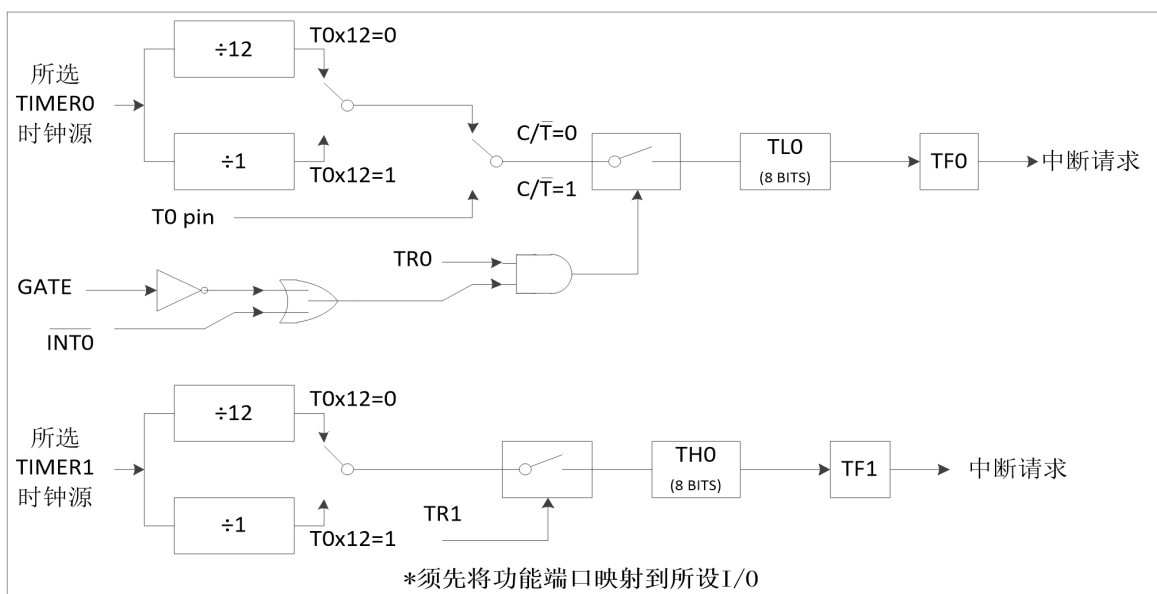 ÷12
T0x12=0
所选
TIMER0
时钟源
÷1
T0x12=1
C/T̅=0
C/T̅=1
TL0
(8 BITS)
TF0
中断请求
T0 pin
TR0
GATE
I̅N̅T̅0̅
÷12
T0x12=0
所选
TIMER1
时钟源
÷1
T0x12=1
TR1
TH0
(8 BITS)
TF1
中断请求
*须先将功能端口映射到所设I/0